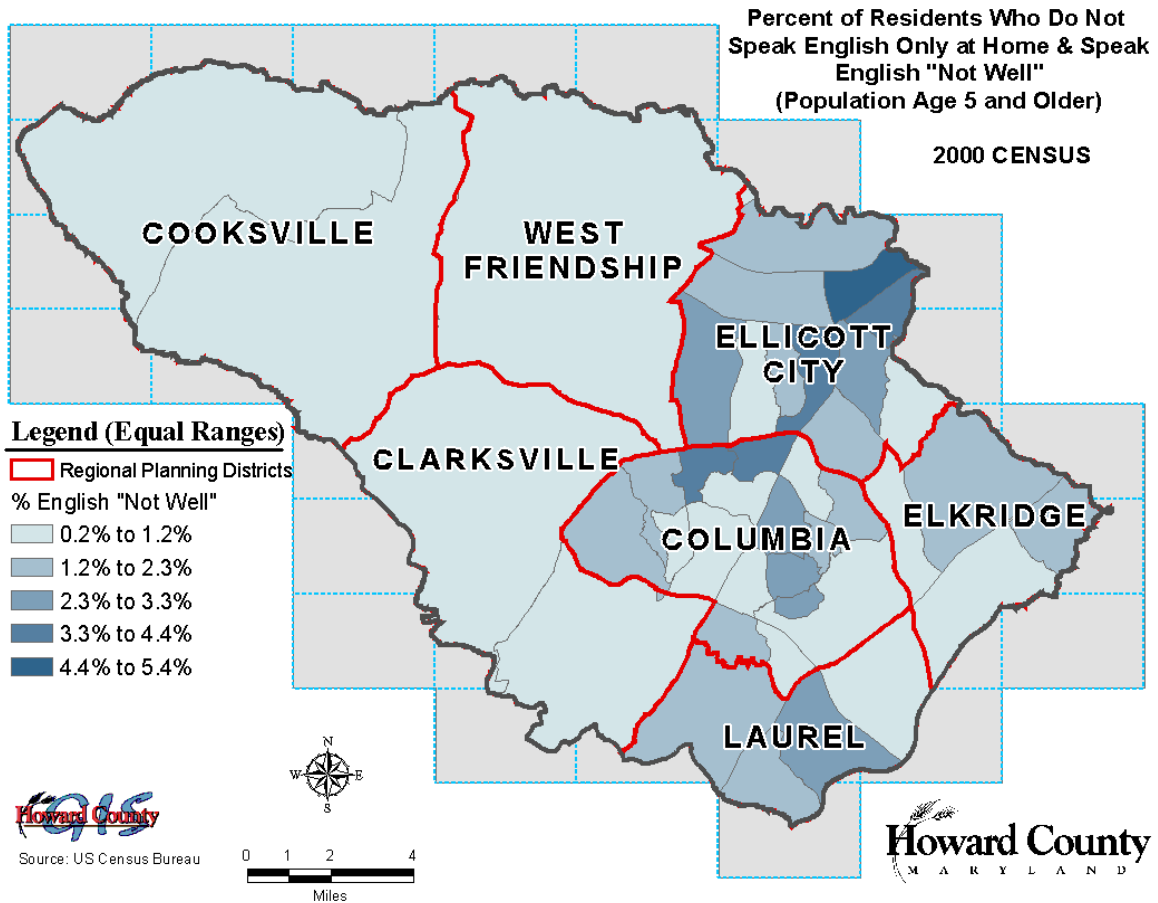 Percent of Residents Who Do Not
Speak English Only at Home & Speak
English "Not Well"
(Population Age 5 and Older)
2000 CENSUS
COOKSVILLE
WEST
FRIENDSHIP
ELLICOTT
CITY
CLARKSVILLE
COLUMBIA
ELKRIDGE
LAUREL
Legend (Equal Ranges)
Regional Planning Districts
% English "Not Well"
0.2% to 1.2%
1.2% to 2.3%
2.3% to 3.3%
3.3% to 4.4%
4.4% to 5.4%
N
W E
S
GIS
Howard County
Source: US Census Bureau
0 1 2 4
Miles
Howard County
MARYLAND